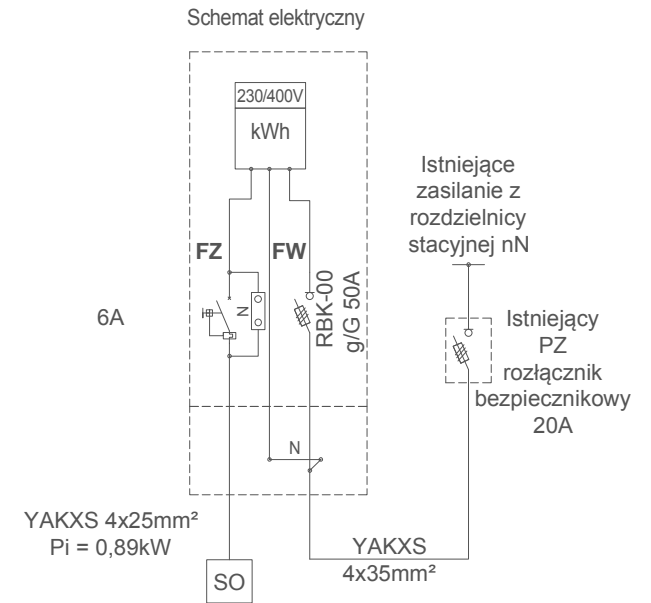 Schemat elektryczny
230/400V
kWh
FZ
FW
RBK-00
g/G 50A
6A
N
N
Istniejące
zasilanie z
rozdzielnicy
stacyjnej nN
Istniejący
PZ
rozłącznik
bezpiecznikowy
20A
YAKXS 4x25mm²
Pi = 0,89kW
SO
YAKXS
4x35mm²